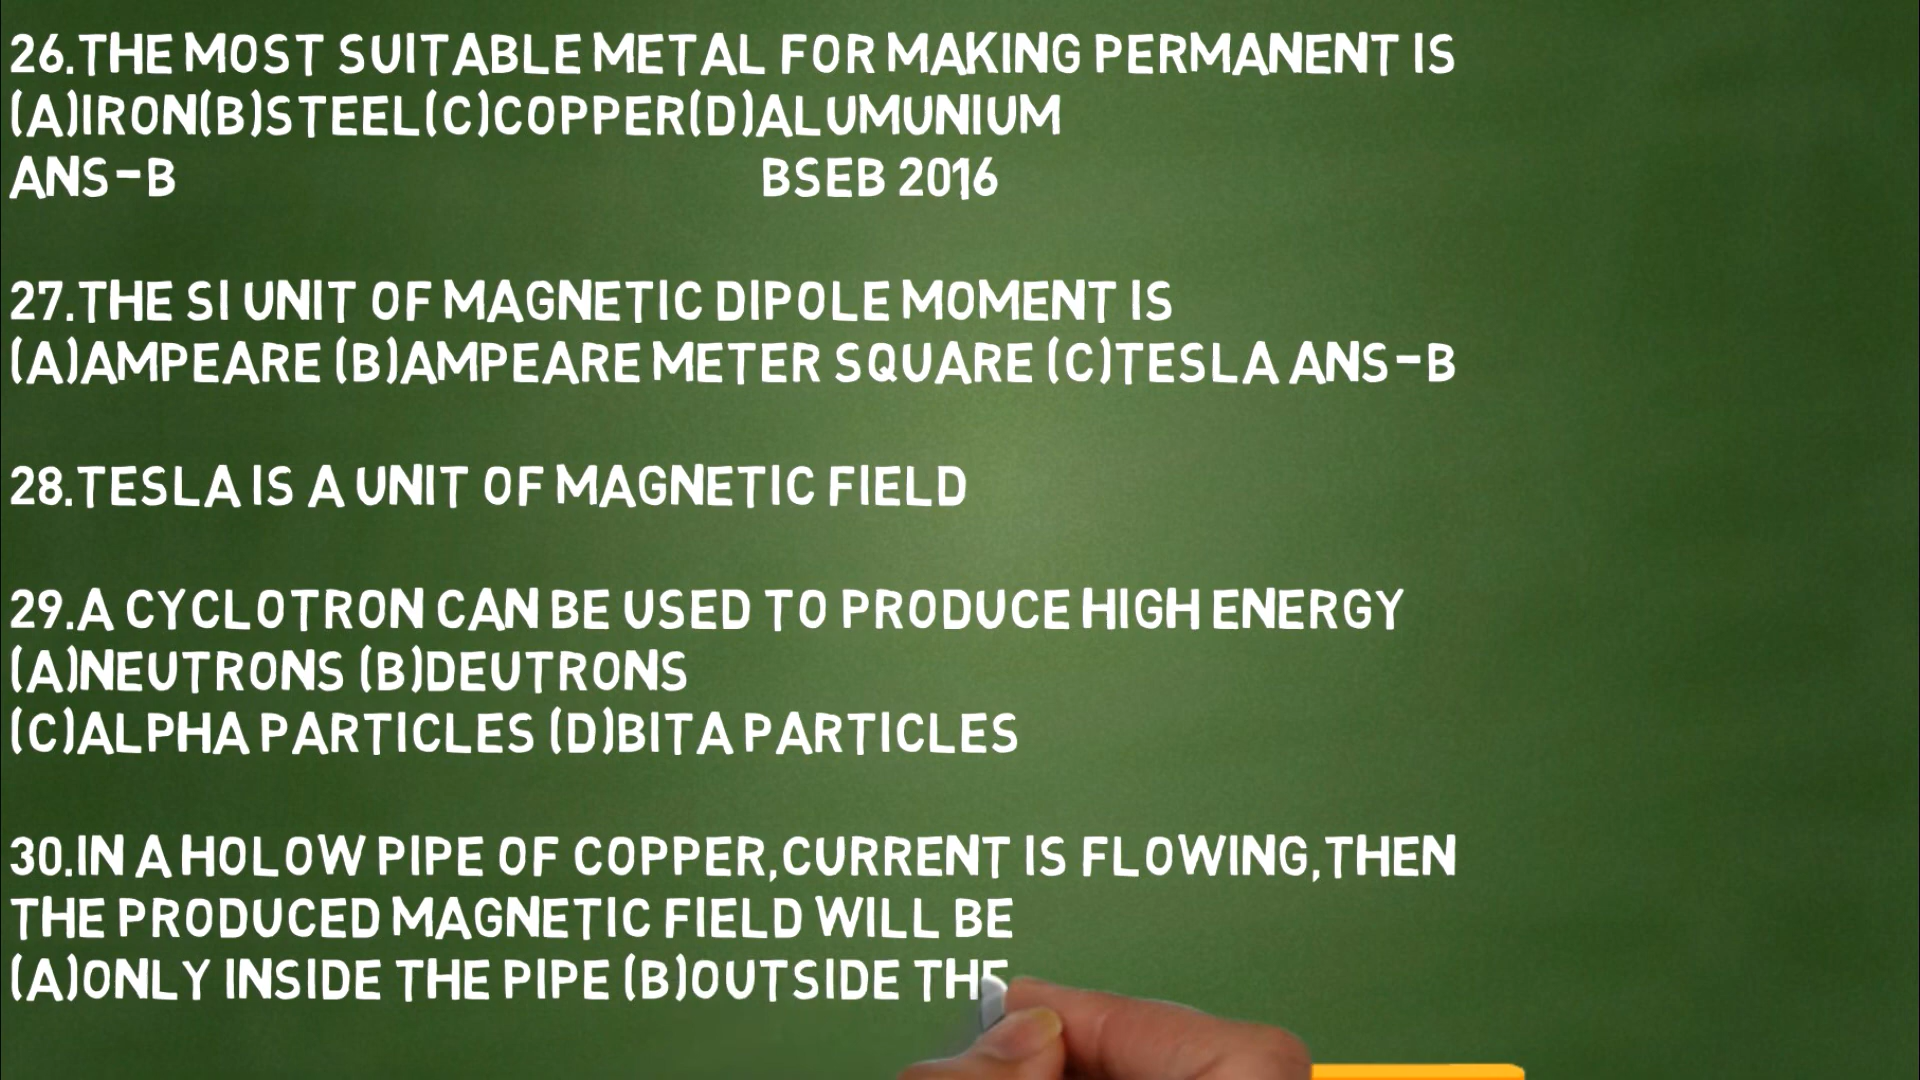 26.THE MOST SUITABLE METAL FOR MAKING PERMANENT IS
(A)IRON(B)STEEL(C)COPPER(D)ALUMUNIUM
ANS-B BSEB 2016
27.THE SI UNIT OF MAGNETIC DIPOLE MOMENT IS
(A)AMPEARE (B)AMPEARE METER SQUARE (C)TESLA ANS-B
28.TESLA IS A UNIT OF MAGNETIC FIELD
29.A CYCLOTRON CAN BE USED TO PRODUCE HIGH ENERGY
(A)NEUTRONS (B)DEUTRONS
(C)ALPHA PARTICLES (D)BITA PARTICLES
30.IN A HOLOW PIPE OF COPPER,CURRENT IS FLOWING,THEN
THE PRODUCED MAGNETIC FIELD WILL BE
(A)ONLY INSIDE THE PIPE (B)OUTSIDE THE